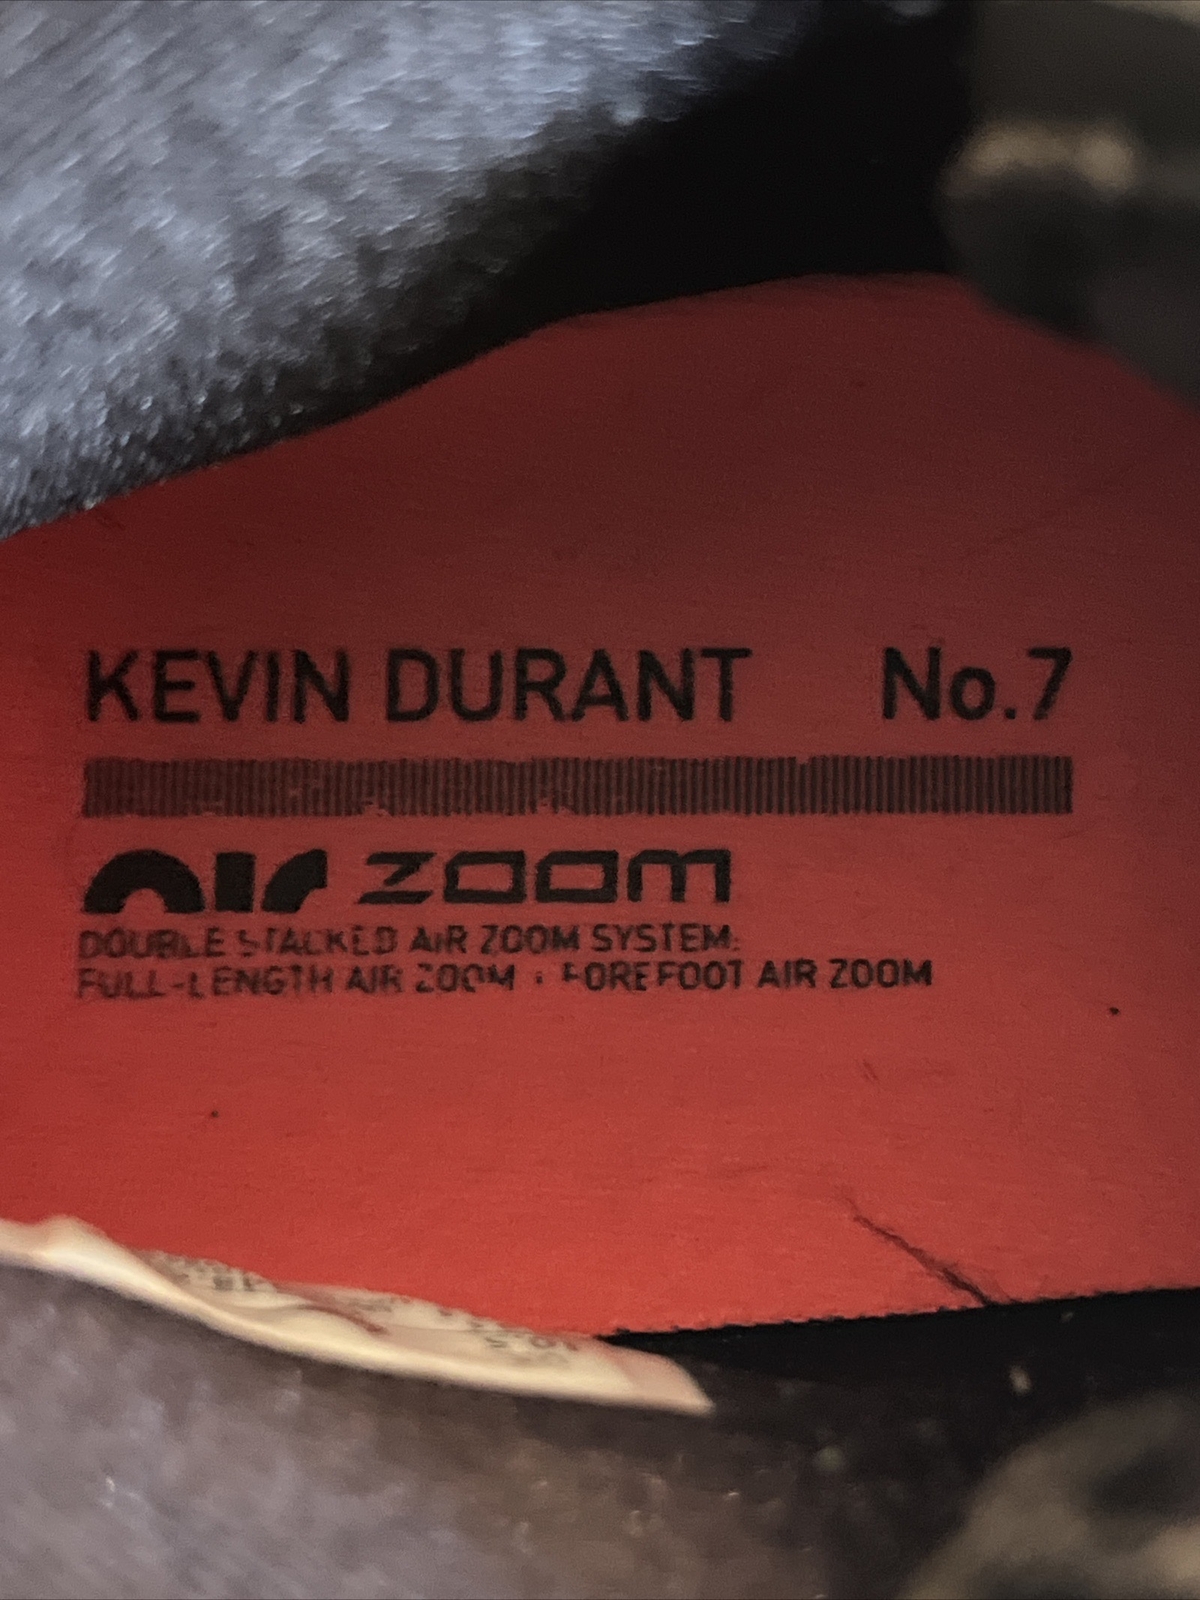 KEVIN DURANT No.7
air zoom
DOUBLE STACKED AIR ZOOM SYSTEM:
FULL-LENGTH AIR ZOOM + FOREFOOT AIR ZOOM